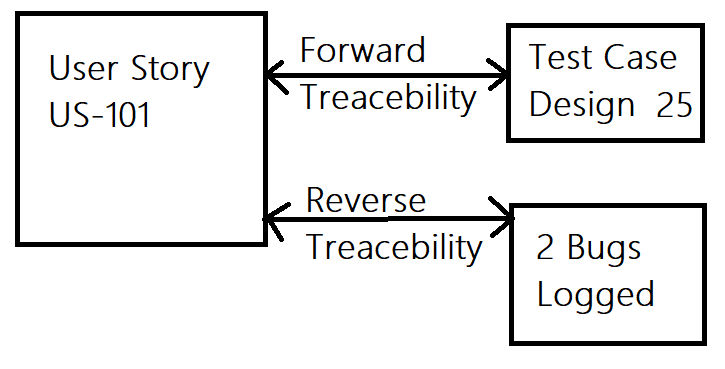 User Story
US-101
Forward
Treacebility
Test Case
Design 25
Reverse
Treacebility
2 Bugs
Logged